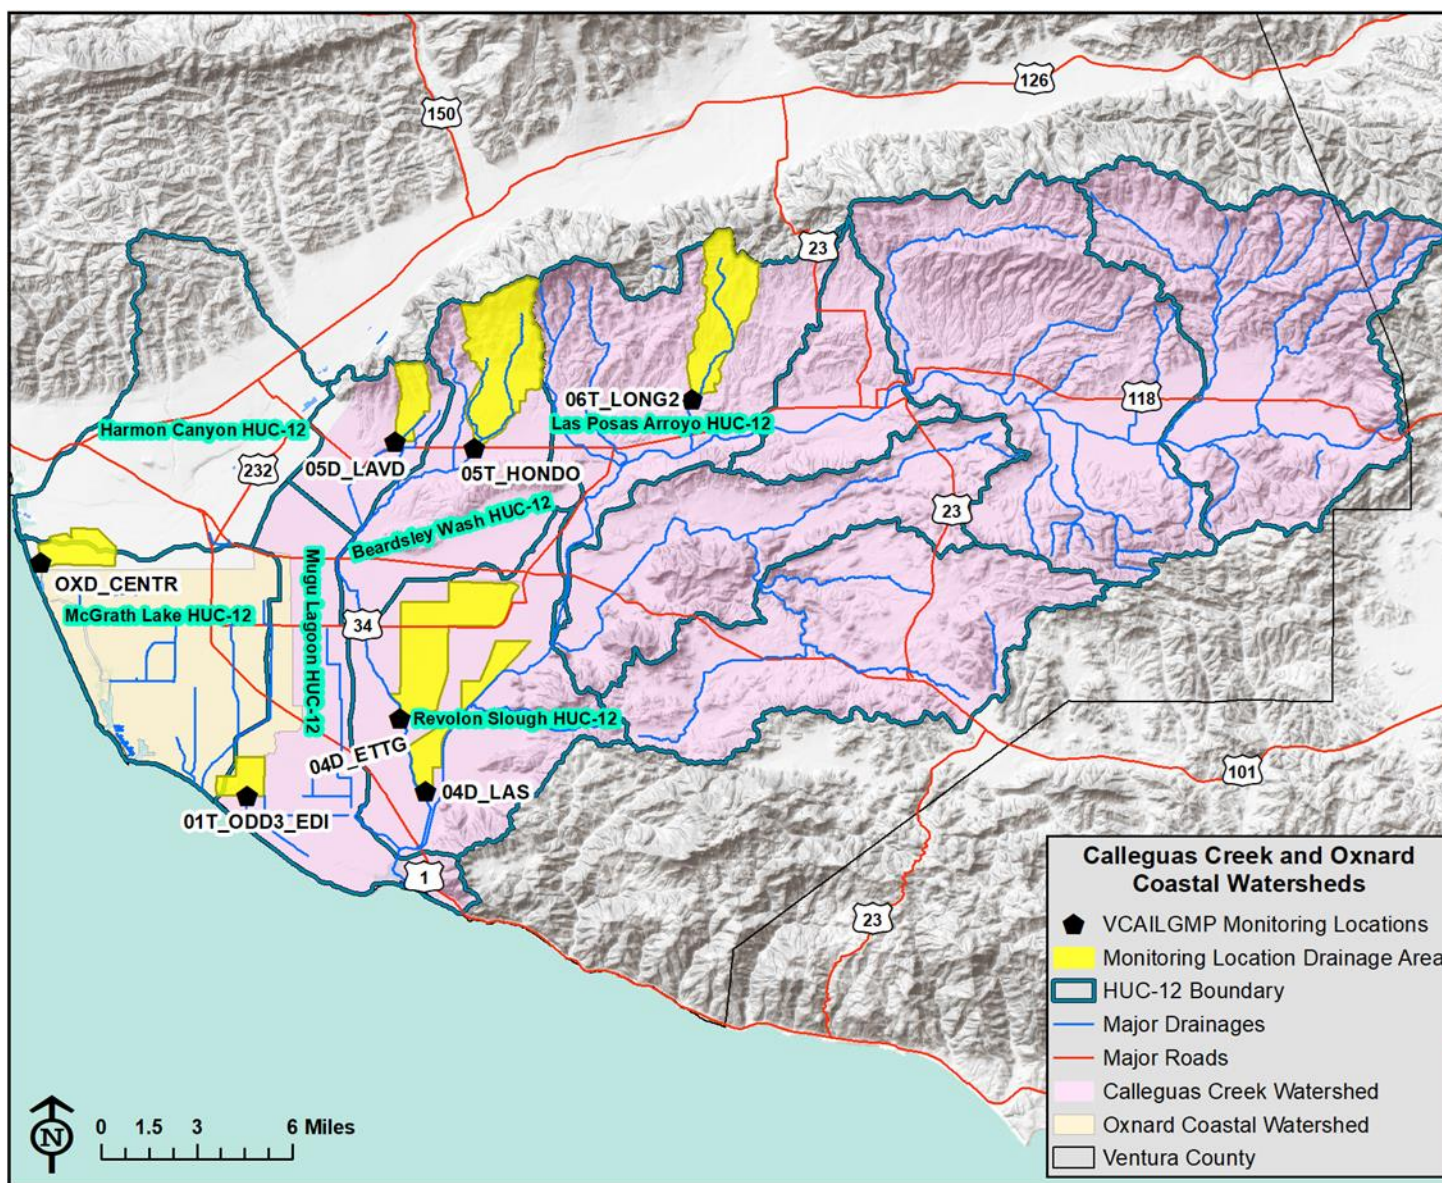 126
150
23
06T_LONG2
Las Posas Arroyo HUC-12
118
Harmon Canyon HUC-12
05D_LAVD
05T_HONDO
232
23
Beardsley Wash HUC-12
OXD_CENTR
Mugu Lagoon HUC-12
McGrath Lake HUC-12
34
Revolon Slough HUC-12
04D_ETTG
101
04D_LAS
01T_ODD3_EDI
1
23
Calleguas Creek and Oxnard
Coastal Watersheds
VCAILGMP Monitoring Locations
Monitoring Location Drainage Area
HUC-12 Boundary
Major Drainages
Major Roads
Calleguas Creek Watershed
Oxnard Coastal Watershed
Ventura County
N
0 1.5 3 6 Miles